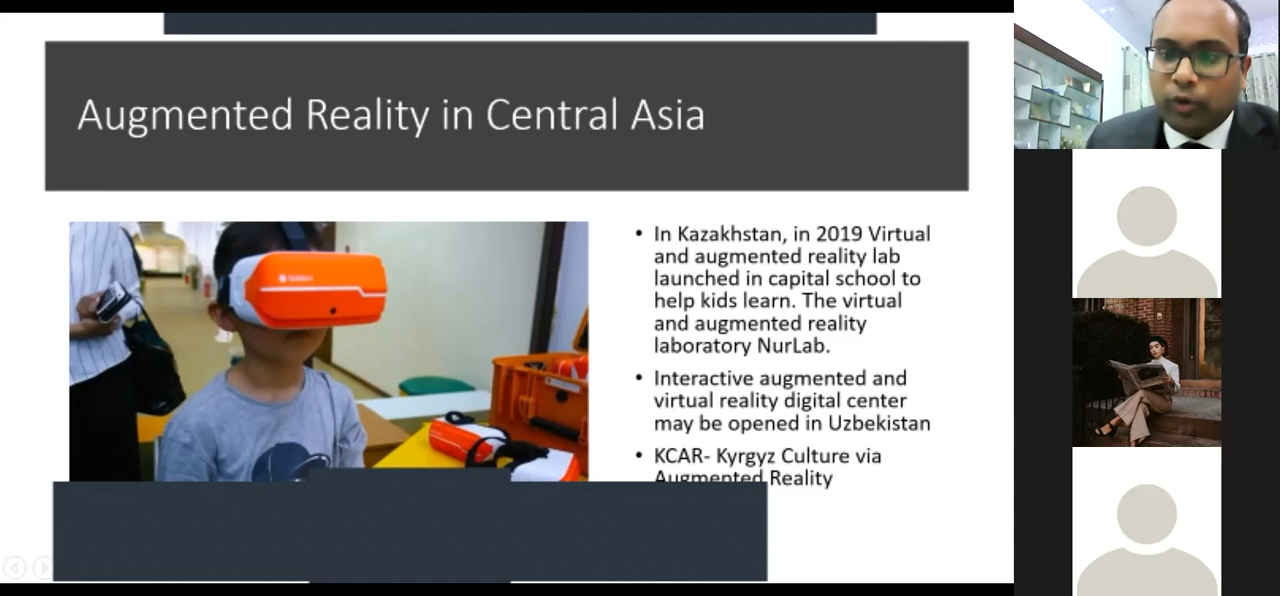 Augmented Reality in Central Asia
• In Kazakhstan, in 2019 Virtual
and augmented reality lab
launched in capital school to
help kids learn. The virtual
and augmented reality
laboratory NurLab.
• Interactive augmented and
virtual reality digital center
may be opened in Uzbekistan
• KCAR- Kyrgyz Culture via
Augmented Reality